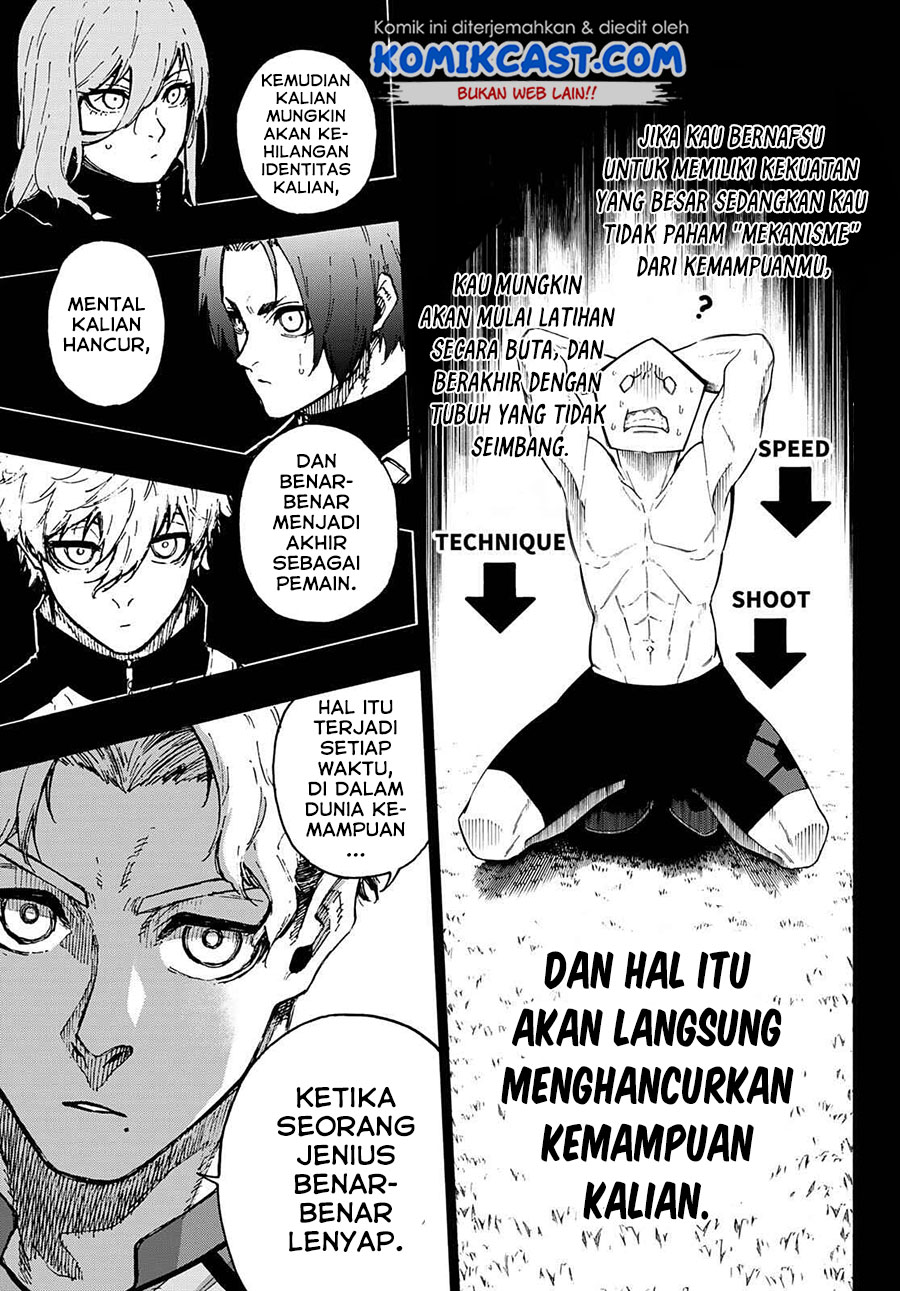 Komik ini diterjemahkan & diedit oleh
KOMIKCAST.COM
BUKAN WEB LAIN!!
JIKA KAU BERNAFSU
UNTUK MEMILIKI KEKUATAN
YANG BESAR SEDANGKAN KAU
TIDAK PAHAM "MEKANISME"
DARI KEMAMPUANMU,
?
KAU MUNGKIN
AKAN MULAI LATIHAN
SECARA BUTA, DAN
BERAKHIR DENGAN
TUBUH YANG TIDAK
SEIMBANG.
SPEED
TECHNIQUE
SHOOT
DAN HAL ITU
AKAN LANGSUNG
MENGHANCURKAN
KEMAMPUAN
KALIAN.
KEMUDIAN
KALIAN
MUNGKIN
AKAN KE-
HILANGAN
IDENTITAS
KALIAN,
MENTAL
KALIAN
HANCUR,
DAN
BENAR-
BENAR
MENJADI
AKHIR
SEBAGAI
PEMAIN.
HAL ITU
TERJADI
SETIAP
WAKTU,
DI DALAM
DUNIA KE-
MAMPUAN
...
KETIKA
SEORANG
JENIUS
BENAR-
BENAR
LENYAP.